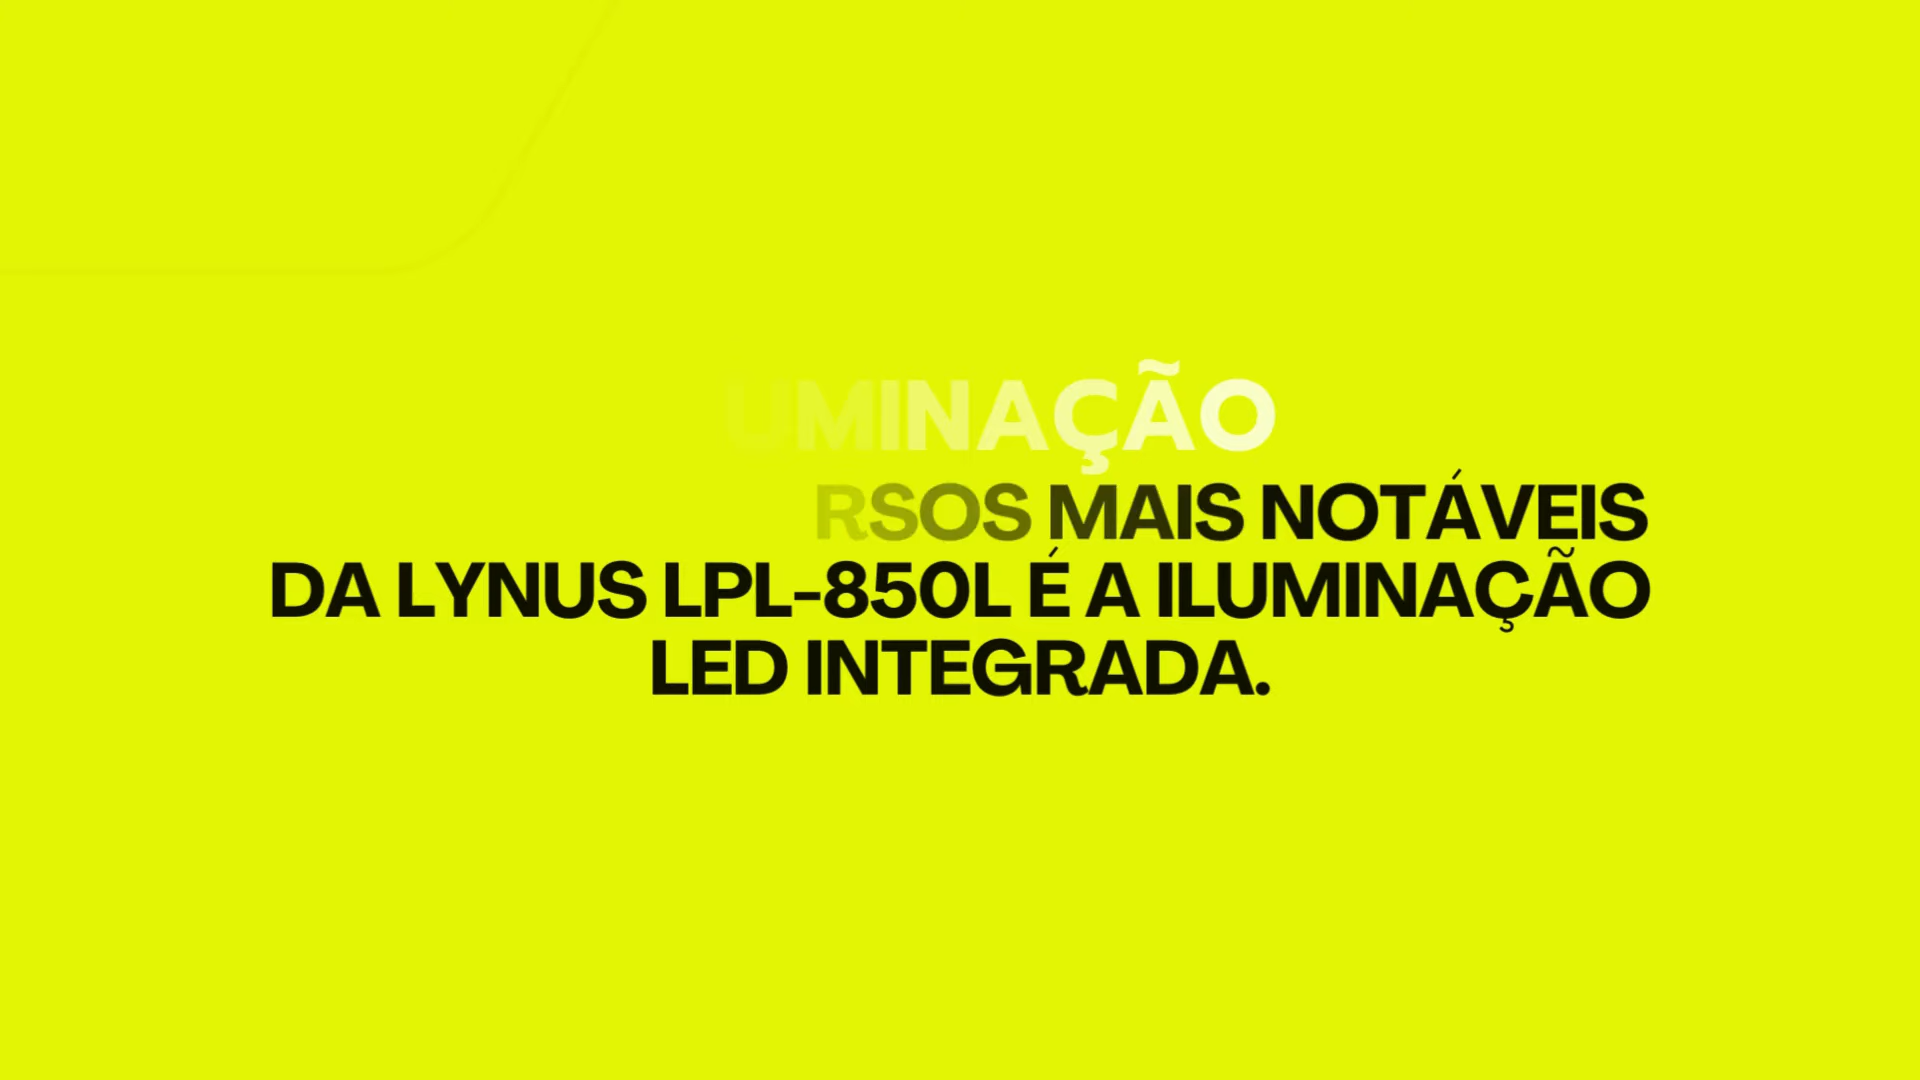 UMINAÇÃO
RSOS MAIS NOTÁVEIS
DA LYNUS LPL-850L É A ILUMINAÇÃO
LED INTEGRADA.